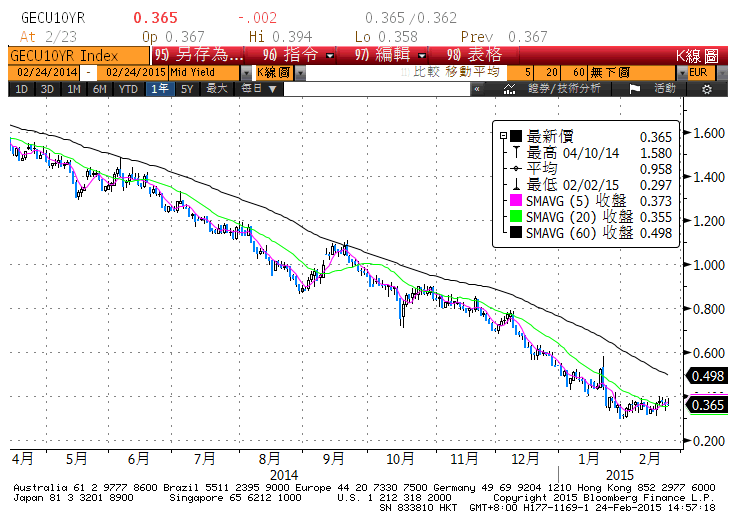 GECU10YR 0.365 -.002 0.365/0.362
At 2/23 Op 0.367 Hi 0.394 Lo 0.358 Prev 0.367
GECU10YR Index 95) 另存為... 96) 指令 97) 編輯 98) 表格 K線圖
02/24/2014 - 02/24/2015 Mid Yield K線圖 比較 移動平均 5 20 60 無下圖 EUR
1D 3D 1M 6M YTD 1年 5Y 最大 每日 ▼ « 證券/技術分析 活動
最新價 0.365
最高 04/10/14 1.580
平均 0.958
最低 02/02/15 0.297
SMAVG (5) 收盤 0.373
SMAVG (20) 收盤 0.355
SMAVG (60) 收盤 0.498
1.600
1.400
1.200
1.000
0.800
0.600
0.498
0.365
0.200
4月 5月 6月 7月 8月 9月 10月 11月 12月 1月 2月
2014 2015
Australia 61 2 9777 8600 Brazil 5511 2395 9000 Europe 44 20 7330 7500 Germany 49 69 9204 1210 Hong Kong 852 2977 6000
Japan 81 3 3201 8900 Singapore 65 6212 1000 U.S. 1 212 318 2000 Copyright 2015 Bloomberg Finance L.P.
SN 833810 HKT GMT+8:00 H177-1169-1 24-Feb-2015 14:57:18